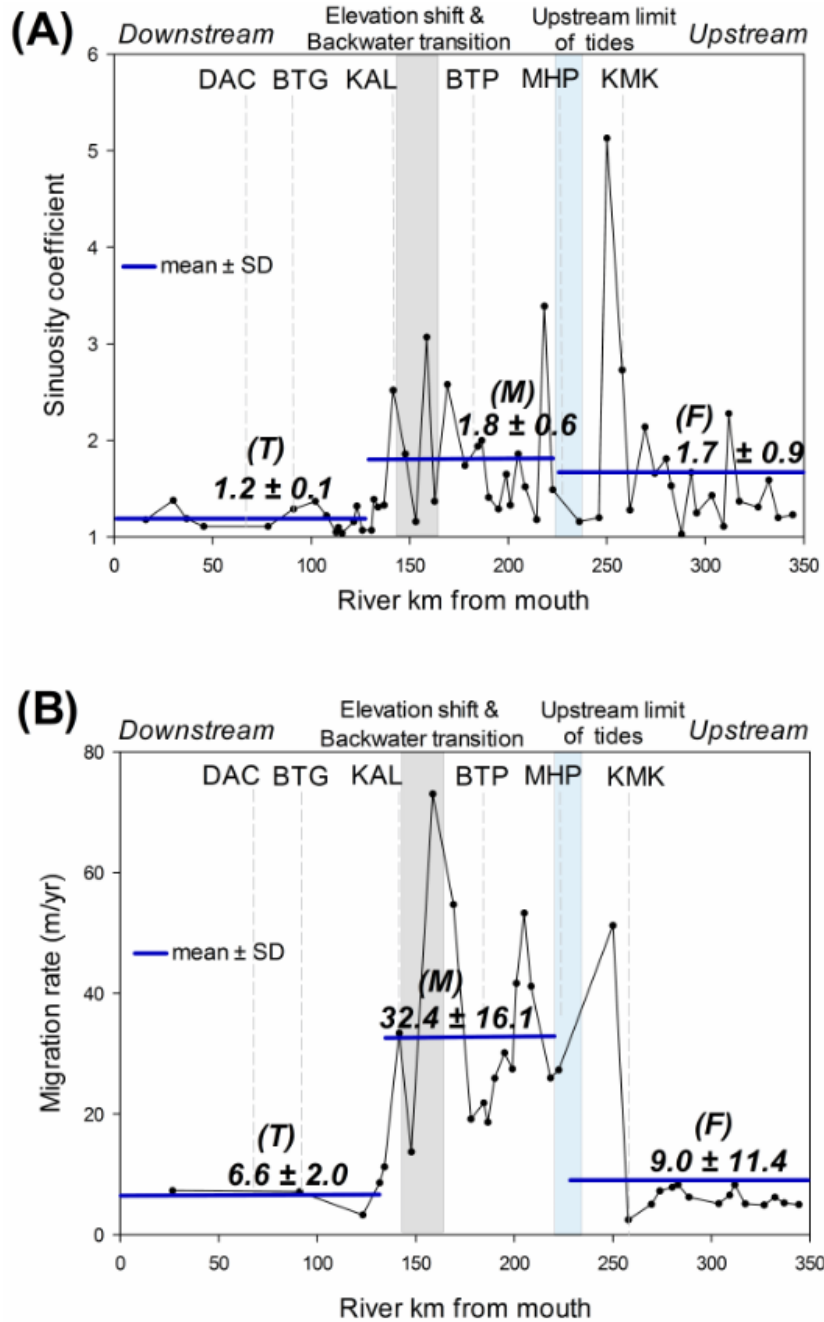 (A)
Downstream
Elevation shift &
Backwater transition
Upstream limit
of tides
Upstream
6
DAC BTG KAL BTP MHP KMK
5
4
mean ± SD
3
(M)
1.8 ± 0.6
(F)
1.7 ± 0.9
2
(T)
1.2 ± 0.1
1
Sinuosity coefficient
0 50 100 150 200 250 300 350
River km from mouth
(B)
Downstream
Elevation shift &
Backwater transition
Upstream limit
of tides
Upstream
80
DAC BTG KAL BTP MHP KMK
60
mean ± SD
40
(M)
32.4 ± 16.1
20
(T)
6.6 ± 2.0
(F)
9.0 ± 11.4
0
Migration rate (m/yr)
0 50 100 150 200 250 300 350
River km from mouth